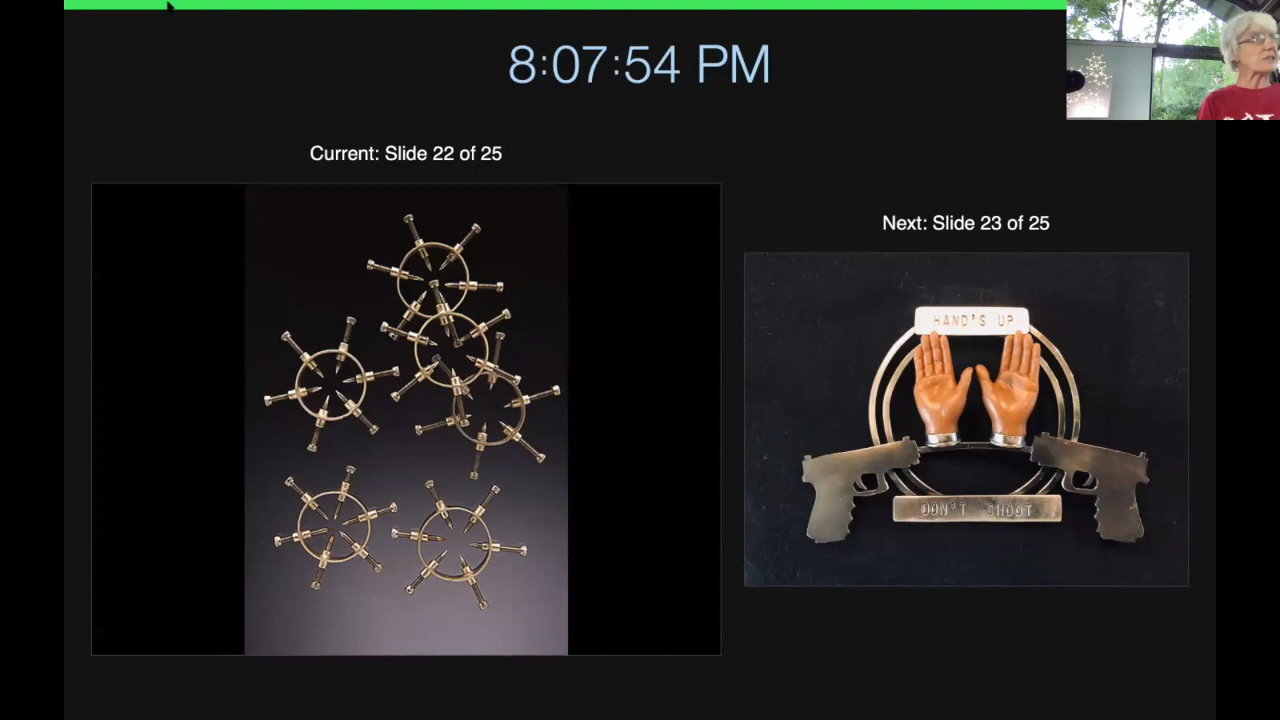 8:07:54 PM
Current: Slide 22 of 25
Next: Slide 23 of 25
HAND'S UP
DON'T SHOOT